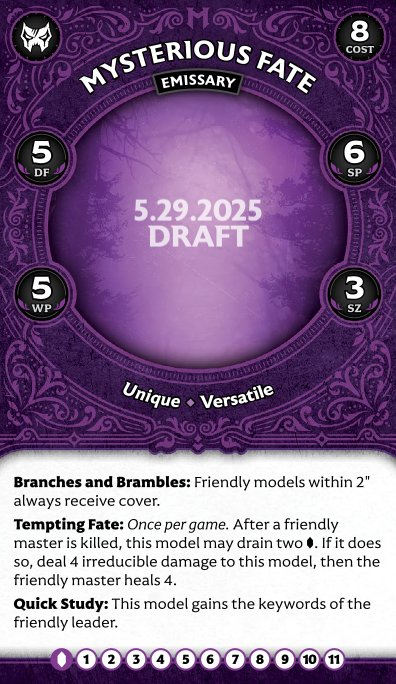 MYSTERIOUS FATE
EMISSARY
8
COST
5
DF
6
SP
5.29.2025
DRAFT
5
WP
3
SZ
Unique ◆ Versatile
Branches and Brambles: Friendly models within 2"
always receive cover.
Tempting Fate: Once per game. After a friendly
master is killed, this model may drain two ⬮. If it does
so, deal 4 irreducible damage to this model, then the
friendly master heals 4.
Quick Study: This model gains the keywords of the
friendly leader.
1 2 3 4 5 6 7 8 9 10 11